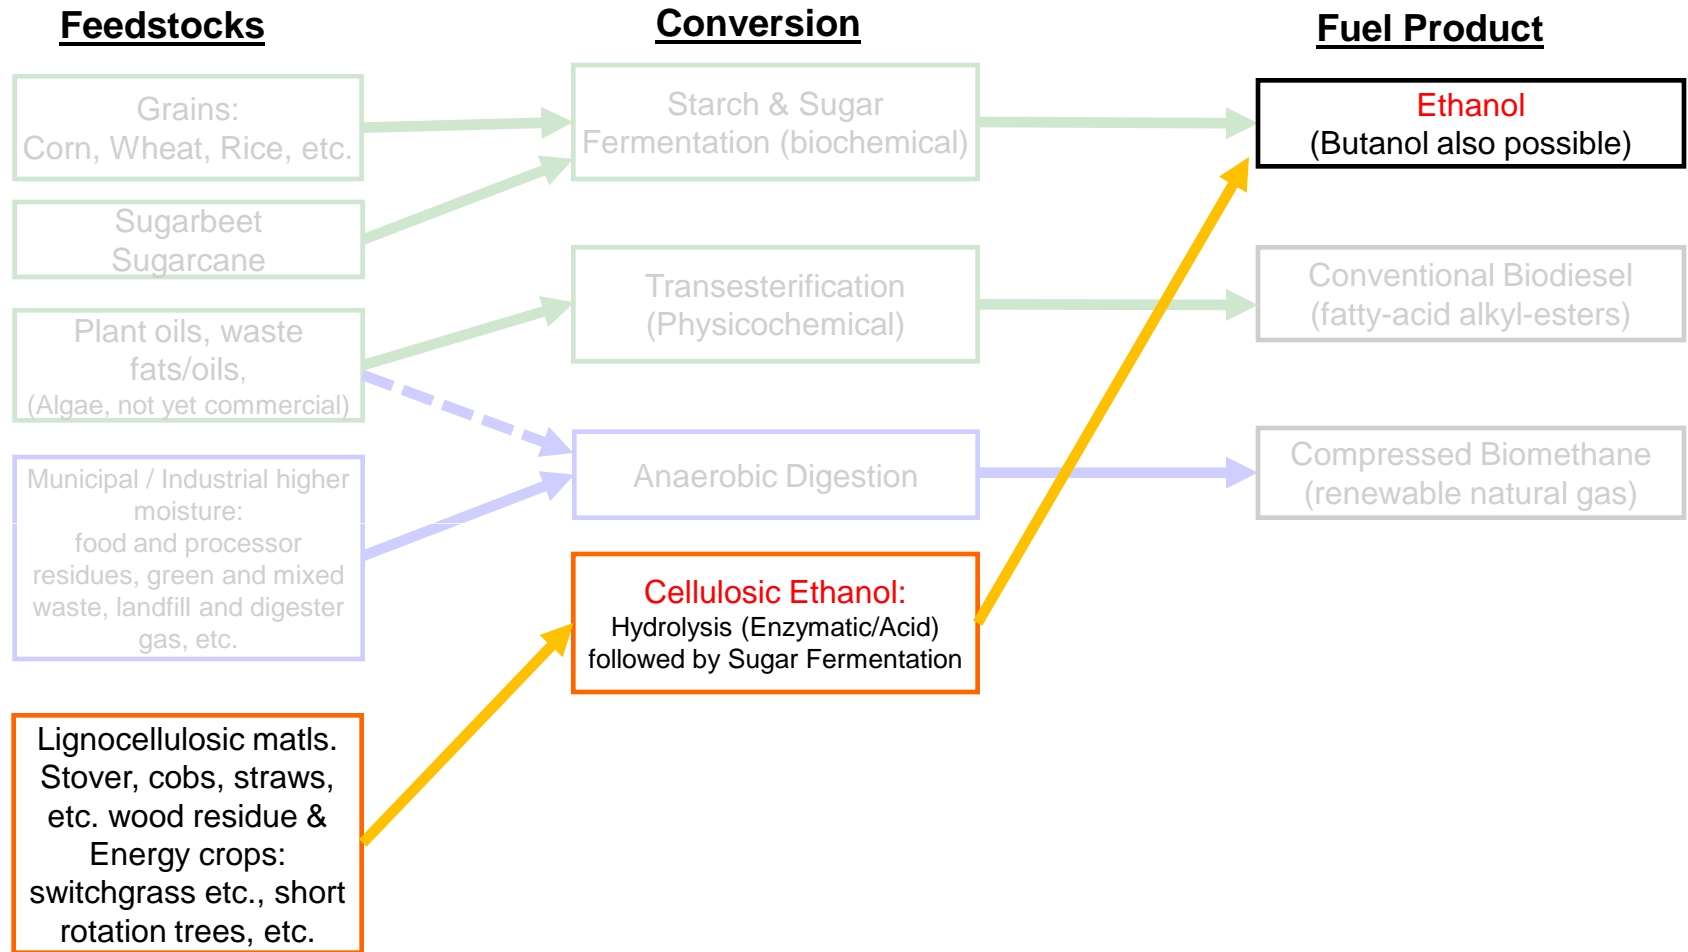 Feedstocks
Conversion
Fuel Product
Grains:
Corn, Wheat, Rice, etc.
Starch & Sugar
Fermentation (biochemical)
Ethanol
(Butanol also possible)
Sugarbeet
Sugarcane
Plant oils, waste
fats/oils,
(Algae, not yet commercial)
Transesterification
(Physicochemical)
Conventional Biodiesel
(fatty-acid alkyl-esters)
Municipal / Industrial higher
moisture:
food and processor
residues, green and mixed
waste, landfill and digester
gas, etc.
Anaerobic Digestion
Compressed Biomethane
(renewable natural gas)
Cellulosic Ethanol:
Hydrolysis (Enzymatic/Acid)
followed by Sugar Fermentation
Lignocellulosic matls.
Stover, cobs, straws,
etc. wood residue &
Energy crops:
switchgrass etc., short
rotation trees, etc.